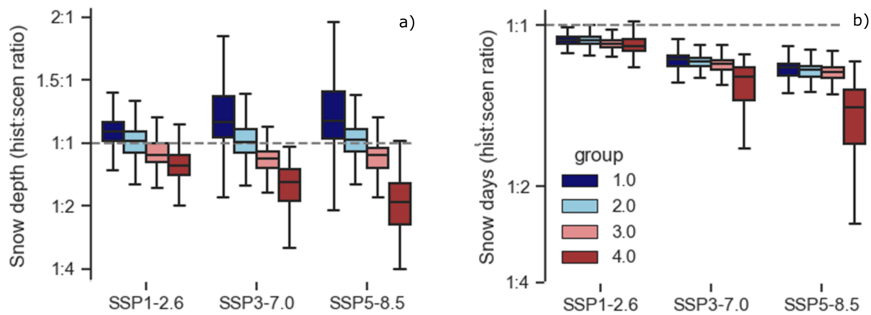 a)
Snow depth (hist:scen ratio)
2:1
1.5:1
1:1
1:2
1:4
SSP1-2.6
SSP3-7.0
SSP5-8.5
b)
Snow days (hist:scen ratio)
1:1
1:2
1:4
group
1.0
2.0
3.0
4.0
SSP1-2.6
SSP3-7.0
SSP5-8.5